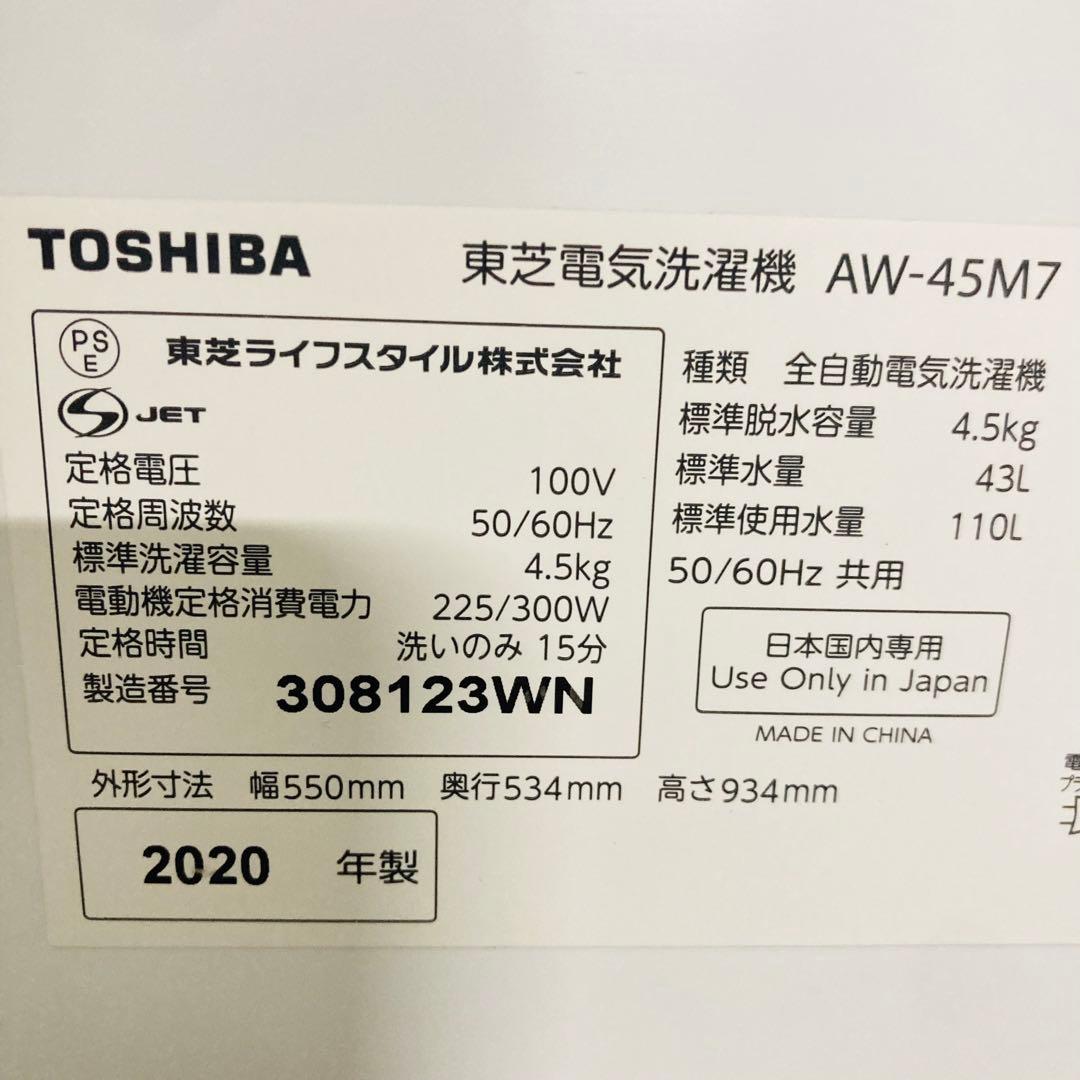 TOSHIBA 東芝電気洗濯機 AW-45M7
PS
E
東芝ライフスタイル株式会社
JET
定格電圧 100V
定格周波数 50/60Hz
標準洗濯容量 4.5kg
電動機定格消費電力 225/300W
定格時間 洗いのみ 15分
製造番号 308123WN
種類 全自動電気洗濯機
標準脱水容量 4.5kg
標準水量 43L
標準使用水量 110L
50/60Hz 共用
日本国内専用
Use Only in Japan
MADE IN CHINA
外形寸法 幅550mm 奥行534mm 高さ934mm
2020 年製
電
プラ